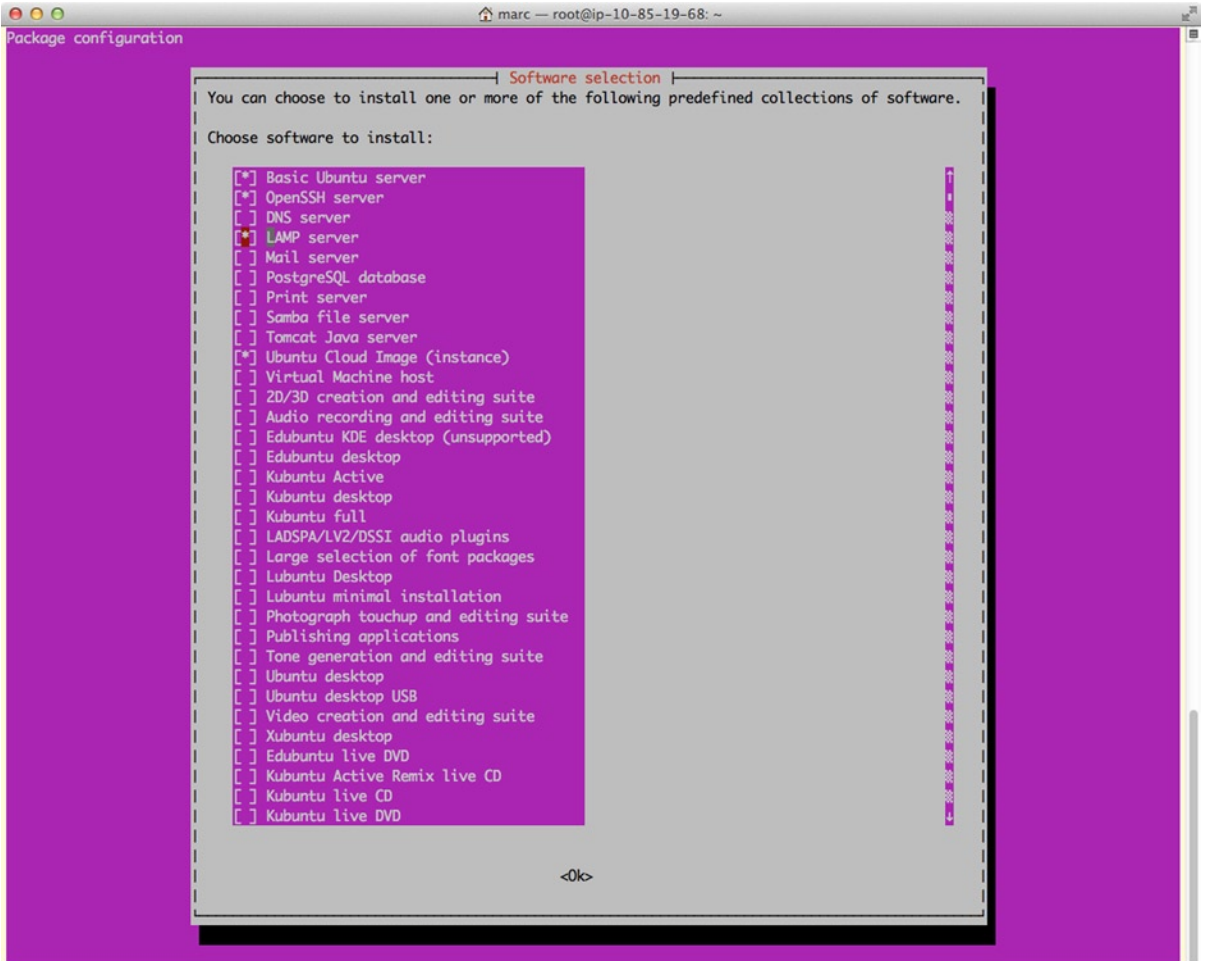 marc — root@ip-10-85-19-68: ~
Package configuration
Software selection
You can choose to install one or more of the following predefined collections of software.
Choose software to install:
[*] Basic Ubuntu server
[*] OpenSSH server
[ ] DNS server
[*] LAMP server
[ ] Mail server
[ ] PostgreSQL database
[ ] Print server
[ ] Samba file server
[ ] Tomcat Java server
[*] Ubuntu Cloud Image (instance)
[ ] Virtual Machine host
[ ] 2D/3D creation and editing suite
[ ] Audio recording and editing suite
[ ] Edubuntu KDE desktop (unsupported)
[ ] Edubuntu desktop
[ ] Kubuntu Active
[ ] Kubuntu desktop
[ ] Kubuntu full
[ ] LADSPA/LV2/DSSI audio plugins
[ ] Large selection of font packages
[ ] Lubuntu Desktop
[ ] Lubuntu minimal installation
[ ] Photograph touchup and editing suite
[ ] Publishing applications
[ ] Tone generation and editing suite
[ ] Ubuntu desktop
[ ] Ubuntu desktop USB
[ ] Video creation and editing suite
[ ] Xubuntu desktop
[ ] Edubuntu live DVD
[ ] Kubuntu Active Remix live CD
[ ] Kubuntu live CD
[ ] Kubuntu live DVD
<Ok>